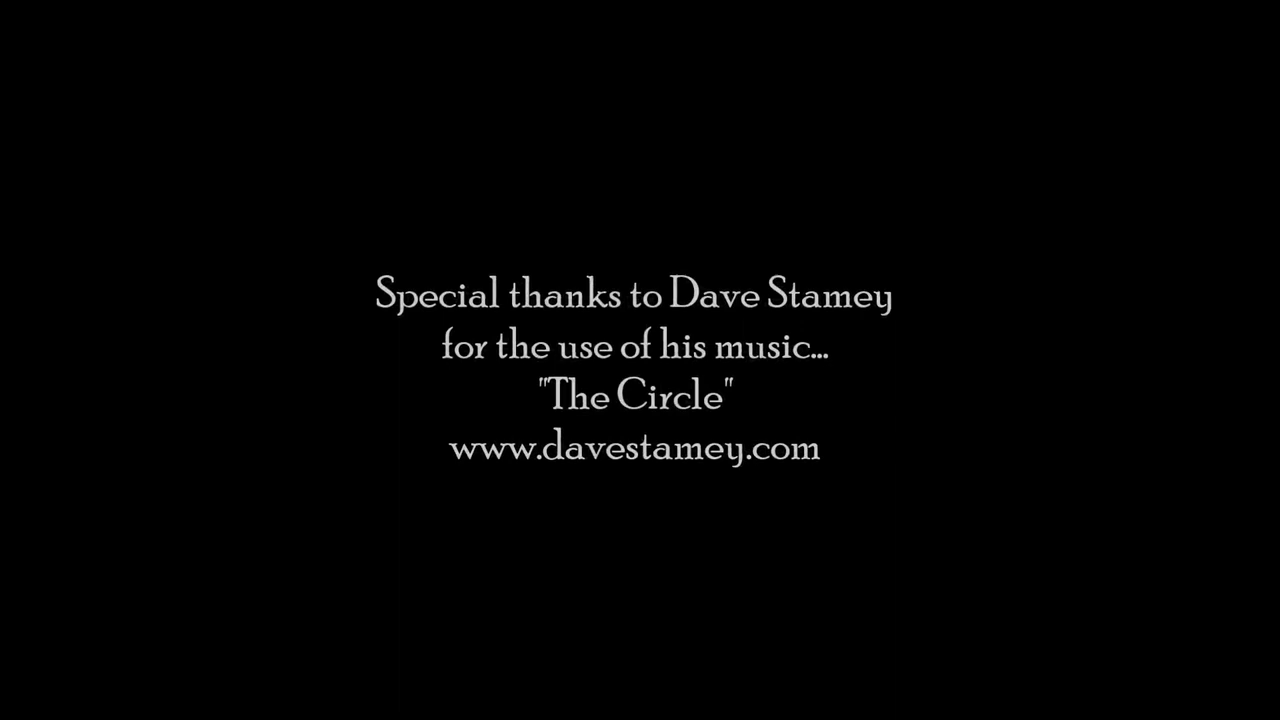 Special thanks to Dave Stamey
for the use of his music...
"The Circle"
www.davestamey.com